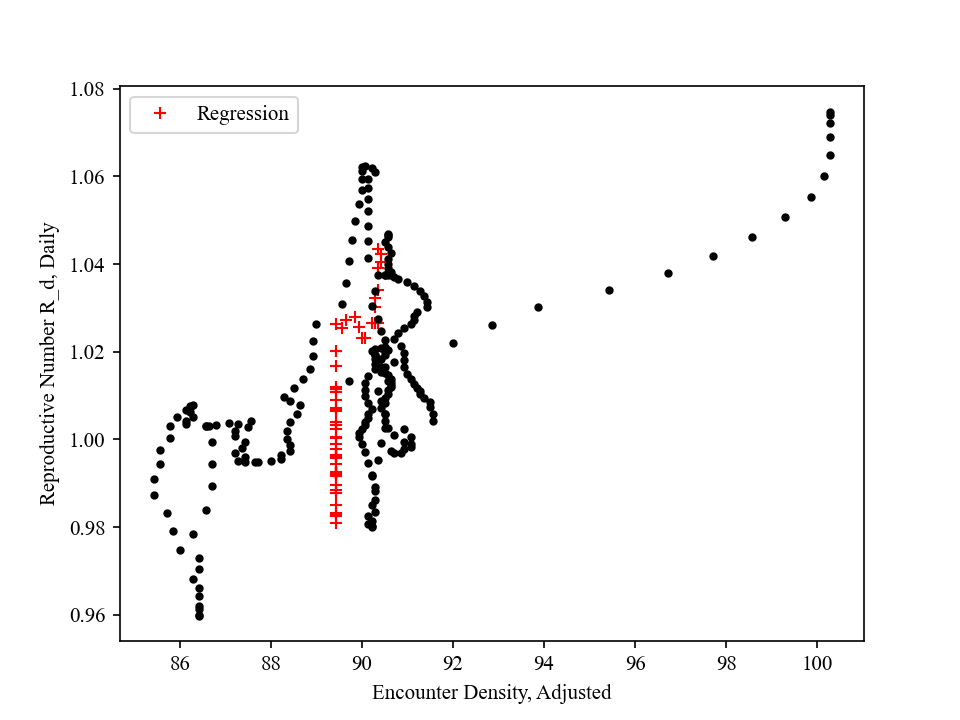 1.08
1.06
1.04
1.02
1.00
0.98
0.96
Reproductive Number R_d, Daily
Regression
86 88 90 92 94 96 98 100
Encounter Density, Adjusted